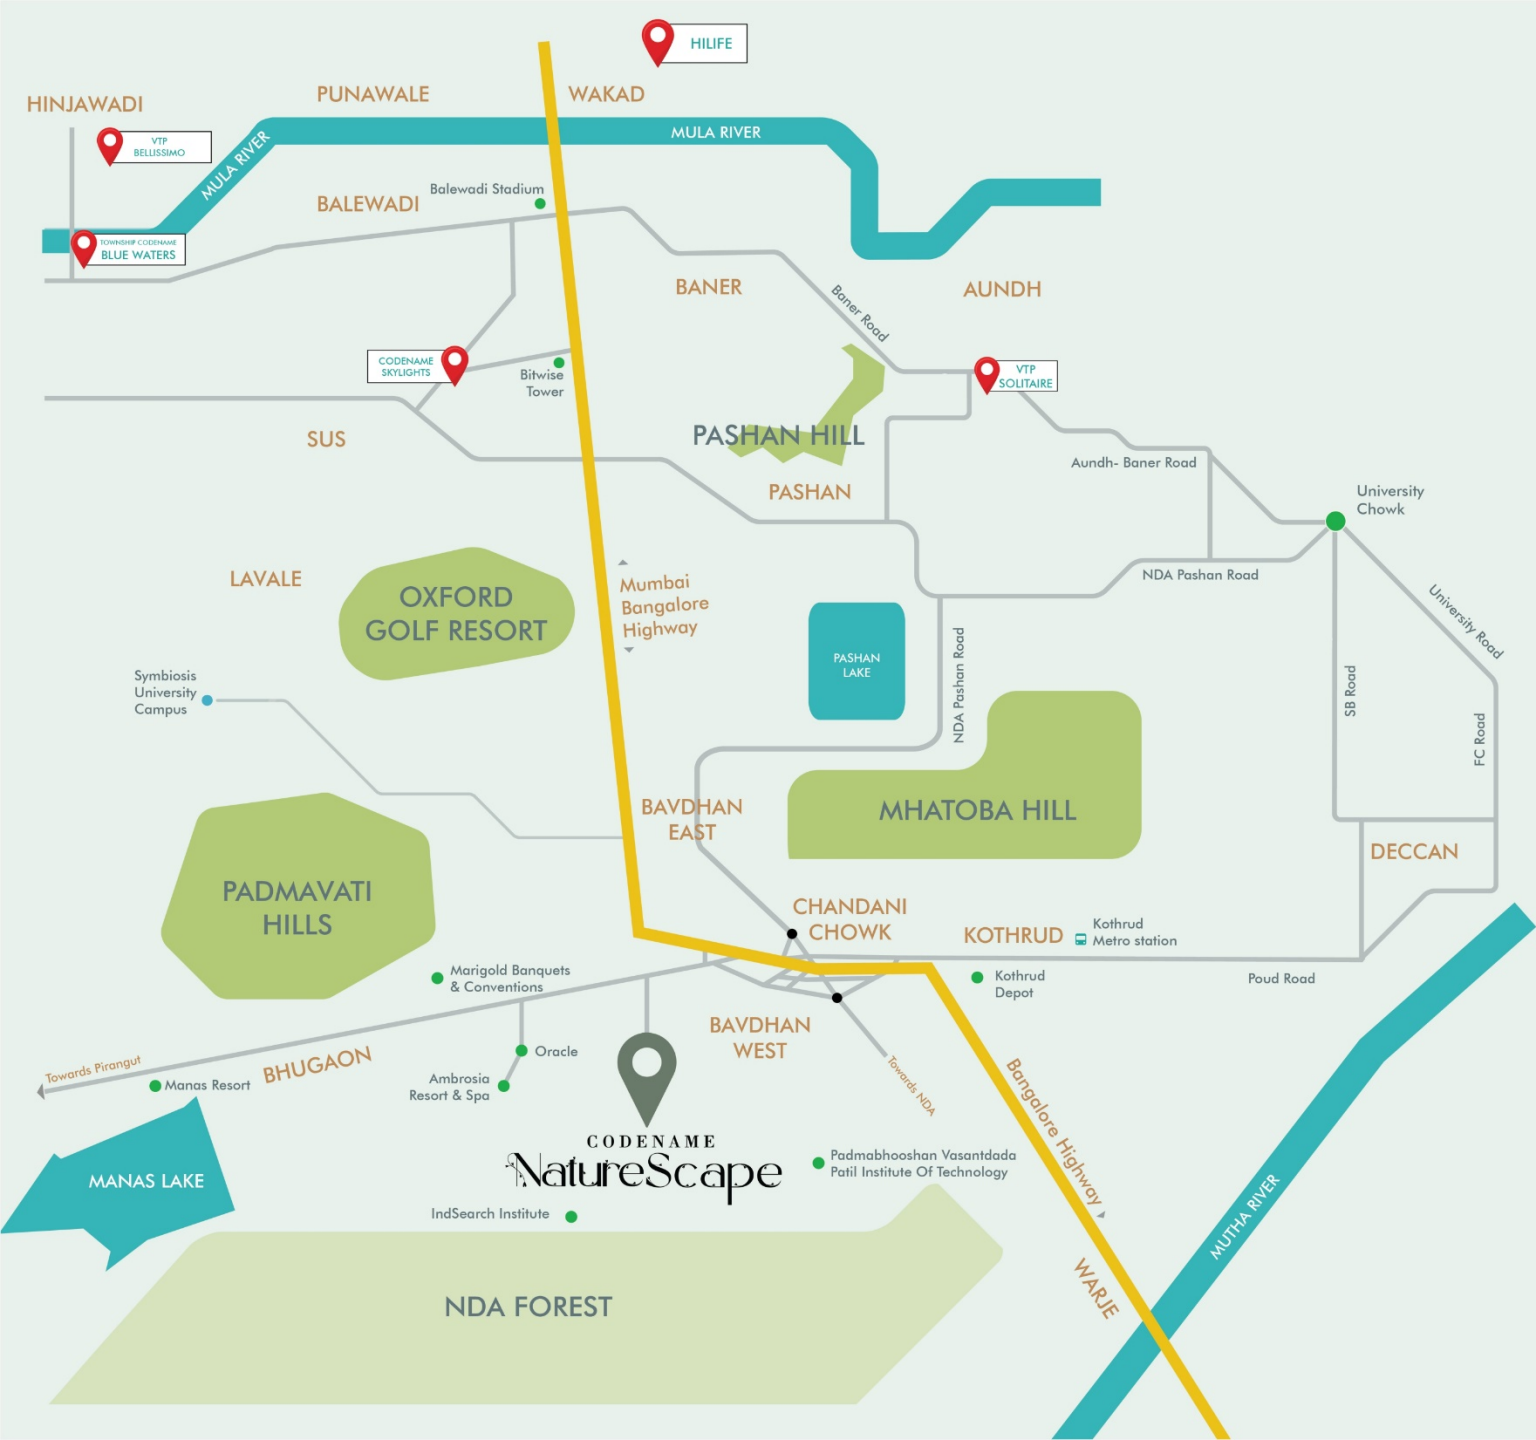 HILIFE
HINJAWADI
PUNAWALE
WAKAD
VTP
BELLISSIMO
MULA RIVER
MULA RIVER
BALEWADI
Balewadi Stadium
TOWNSHIP CODENAME
BLUE WATERS
BANER
Baner Road
AUNDH
CODENAME
SKYLIGHTS
Bitwise
Tower
VTP
SOLITAIRE
SUS
PASHAN HILL
Aundh- Baner Road
PASHAN
University
Chowk
LAVALE
OXFORD
GOLF RESORT
Mumbai
Bangalore
Highway
NDA Pashan Road
University Road
PASHAN
LAKE
NDA Pashan Road
Symbiosis
University
Campus
SB Road
FC Road
BAVDHAN
EAST
MHATOBA HILL
DECCAN
PADMAVATI
HILLS
CHANDANI
CHOWK
KOTHRUD
Kothrud
Metro station
Marigold Banquets
& Conventions
Kothrud
Depot
Poud Road
BAVDHAN
WEST
Oracle
Towards Pirangut
BHUGAON
Manas Resort
Ambrosia
Resort & Spa
Towards NDA
Bangalore Highway
CODENAME
NatureScape
MANAS LAKE
Padmabhooshan Vasantdada
Patil Institute Of Technology
IndSearch Institute
MUTHA RIVER
WARJE
NDA FOREST